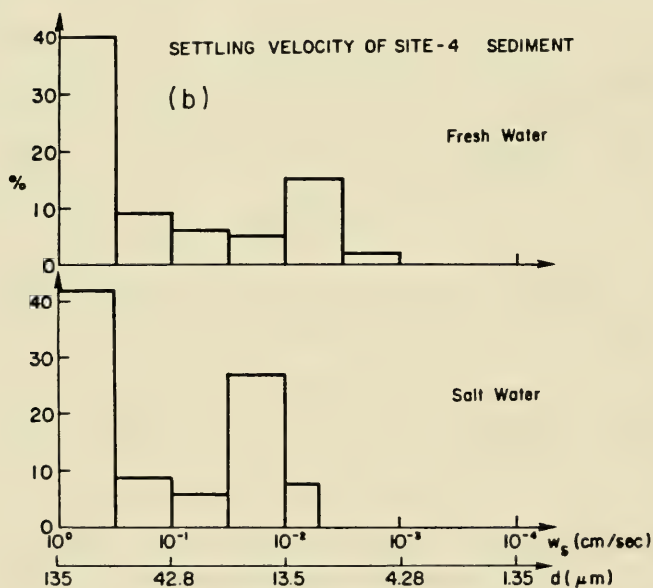 SETTLING VELOCITY OF SITE-4 SEDIMENT
(b)
Fresh Water
%
40
30
20
10
0
Salt Water
40
30
20
10
0
10⁰ 10⁻¹ 10⁻² 10⁻³ 10⁻⁴ wₛ (cm/sec)
135 42.8 13.5 4.28 1.35 d (μm)